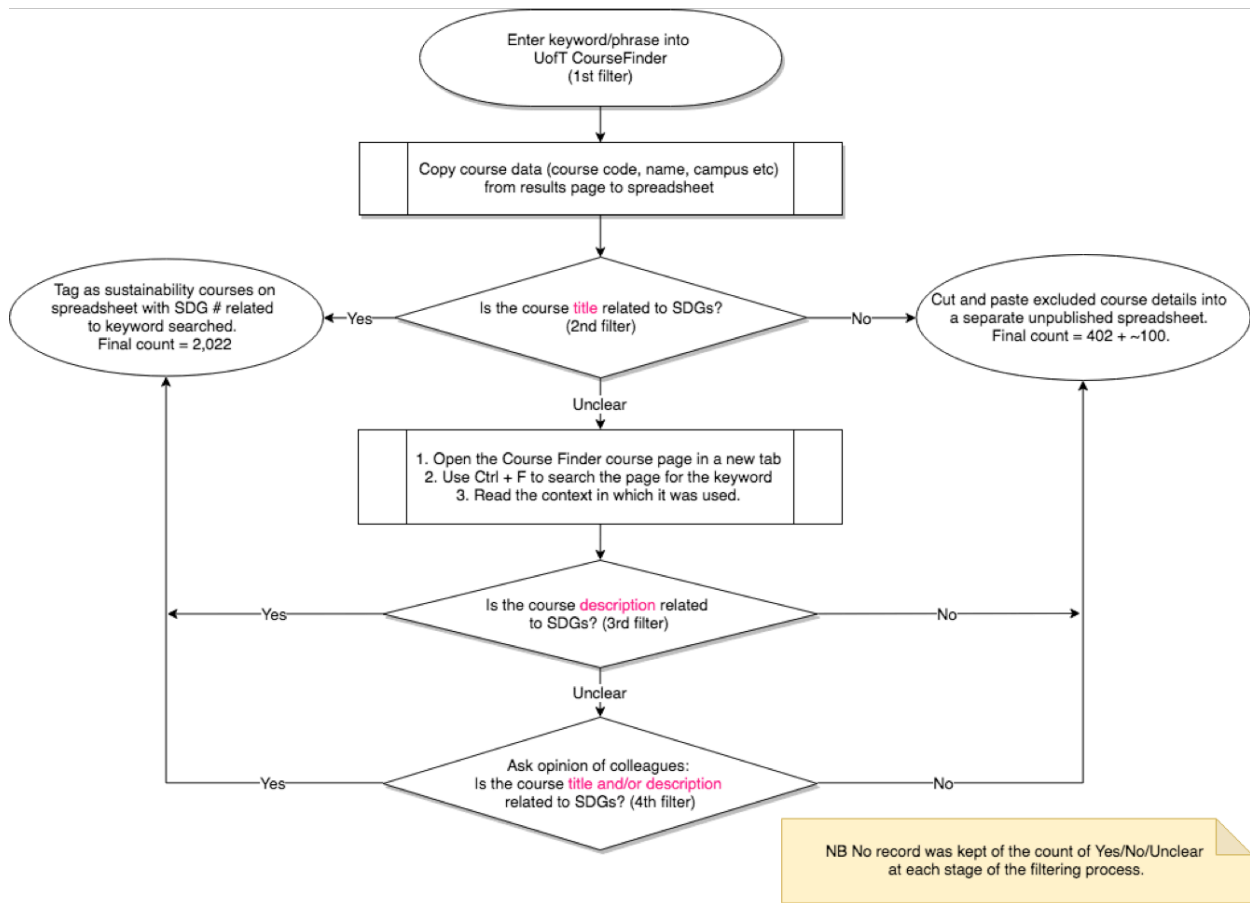 Enter keyword/phrase into
UofT CourseFinder
(1st filter)
Copy course data (course code, name, campus etc)
from results page to spreadsheet
Tag as sustainability courses on
spreadsheet with SDG # related
to keyword searched.
Final count = 2,022
Yes
Is the course title related to SDGs?
(2nd filter)
No
Cut and paste excluded course details into
a separate unpublished spreadsheet.
Final count = 402 + ~100.
Unclear
1. Open the Course Finder course page in a new tab
2. Use Ctrl + F to search the page for the keyword
3. Read the context in which it was used.
Yes
Is the course description related
to SDGs? (3rd filter)
No
Unclear
Yes
Ask opinion of colleagues:
Is the course title and/or description
related to SDGs? (4th filter)
No
NB No record was kept of the count of Yes/No/Unclear
at each stage of the filtering process.